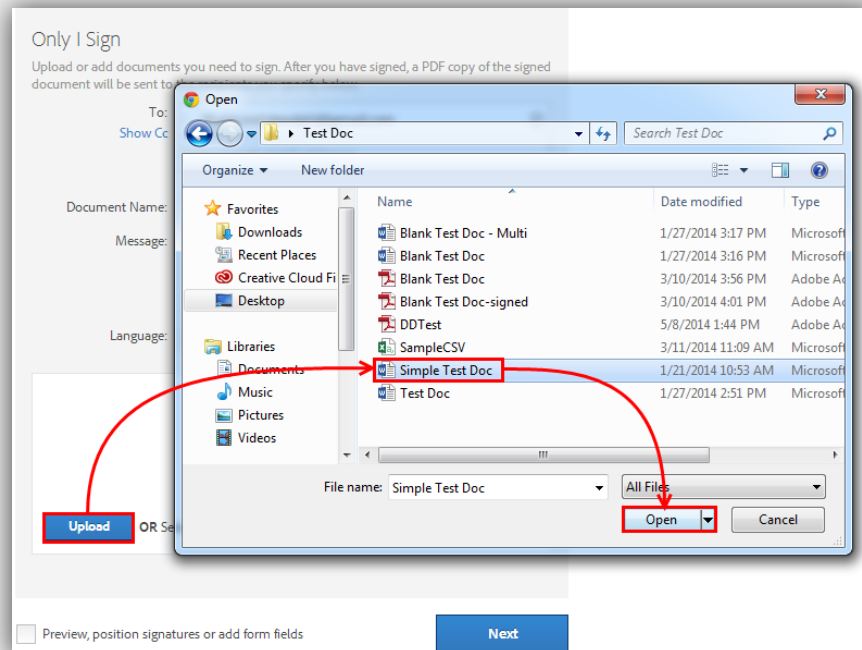 Only I Sign
Upload or add documents you need to sign. After you have signed, a PDF copy of the signed
document will be sent to
To:
Show Cc
Document Name:
Message:
Language:
Upload
OR Se
Open
Test Doc
Search Test Doc
Organize
New folder
Favorites
Downloads
Recent Places
Creative Cloud Fi
Desktop
Libraries
Documents
Music
Pictures
Videos
Name Date modified Type
Blank Test Doc - Multi 1/27/2014 3:17 PM Microsoft
Blank Test Doc 1/27/2014 3:16 PM Microsoft
Blank Test Doc 3/10/2014 3:56 PM Adobe Ac
Blank Test Doc-signed 3/10/2014 4:01 PM Adobe Ac
DDTest 5/8/2014 1:44 PM Adobe Ac
SampleCSV 3/11/2014 11:09 AM Microsoft
Simple Test Doc 1/21/2014 10:53 AM Microsoft
Test Doc 1/27/2014 2:51 PM Microsoft
File name: Simple Test Doc
All Files
Open
Cancel
Preview, position signatures or add form fields
Next